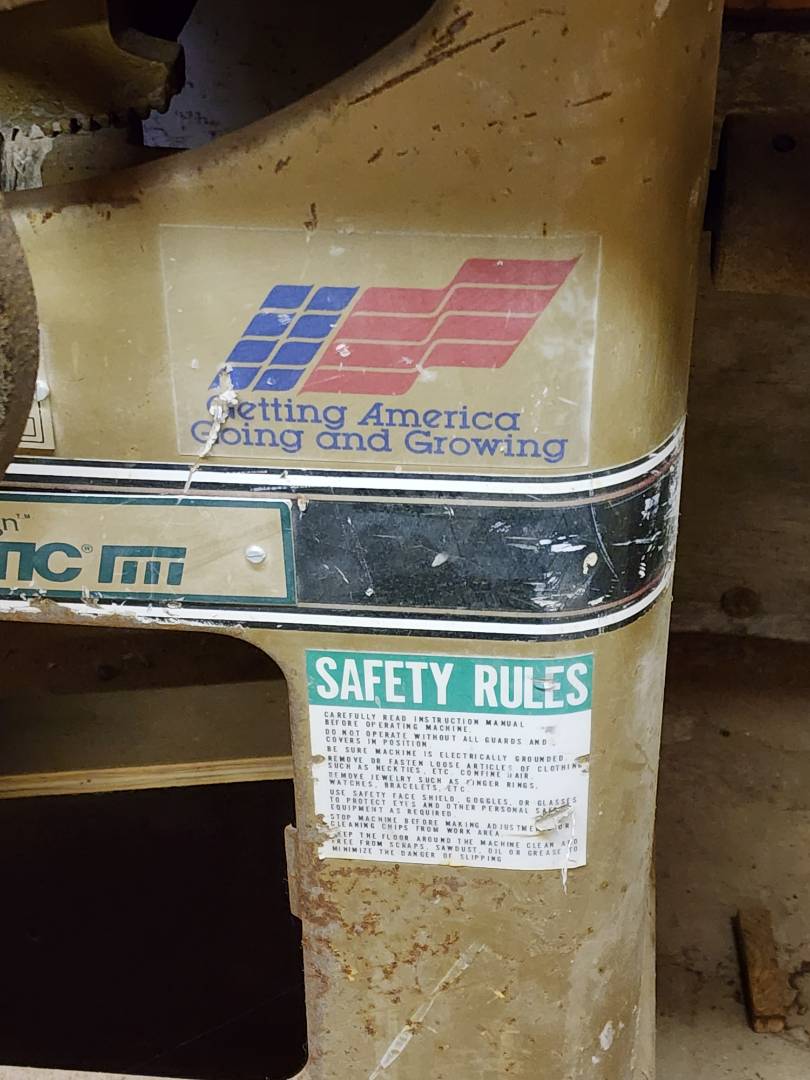 Getting America
Going and Growing
gn™
TIC®
SAFETY RULES
CAREFULLY READ INSTRUCTION MANUAL
BEFORE OPERATING MACHINE.
DO NOT OPERATE WITHOUT ALL GUARDS AND
COVERS IN POSITION
BE SURE MACHINE IS ELECTRICALLY GROUNDED
REMOVE OR FASTEN LOOSE ARTICLES OF CLOTHING
SUCH AS NECKTIES, ETC. CONFINE HAIR.
REMOVE JEWELRY SUCH AS FINGER RINGS,
WATCHES, BRACELETS, ETC.
USE SAFETY FACE SHIELD, GOGGLES, OR GLASSES
TO PROTECT EYES AND OTHER PERSONAL SAFETY
EQUIPMENT AS REQUIRED.
STOP MACHINE BEFORE MAKING ADJUSTMENT OR
CLEANING CHIPS FROM WORK AREA
KEEP THE FLOOR AROUND THE MACHINE CLEAN AND
FREE FROM SCRAPS, SAWDUST, OIL OR GREASE TO
MINIMIZE THE DANGER OF SLIPPING